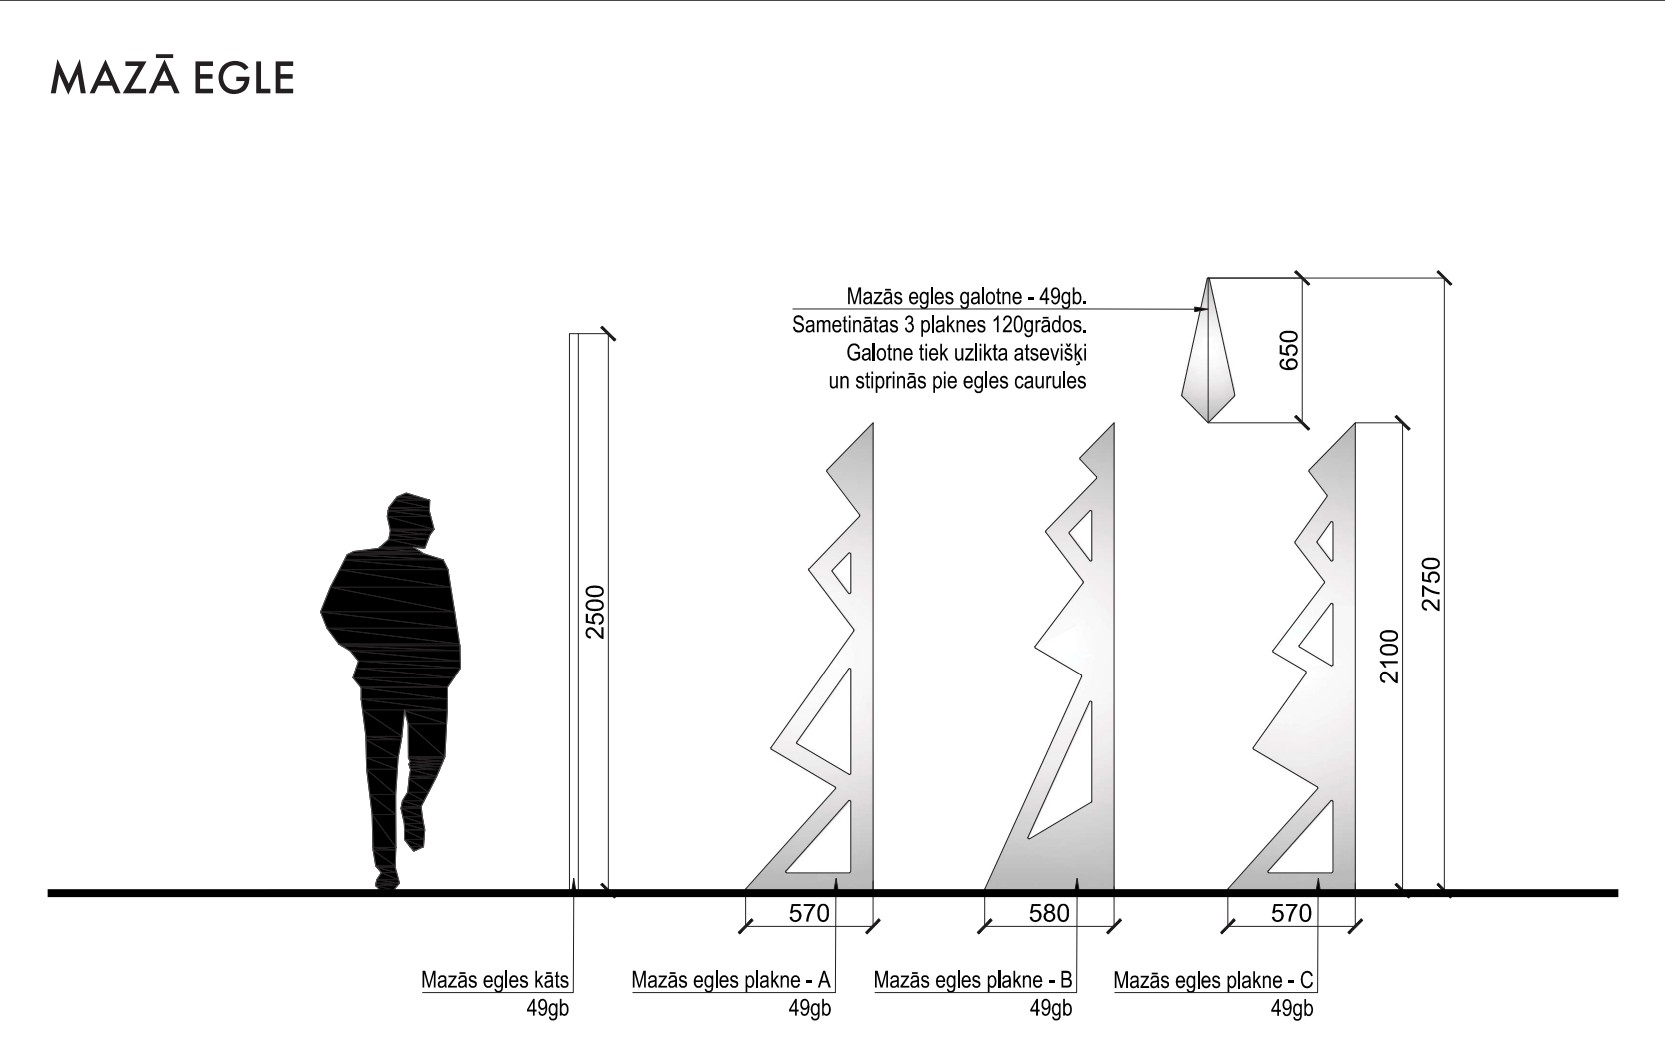 MAZĀ EGLE
Mazās egles galotne - 49gb.
Sametinātas 3 plaknes 120grādos.
Galotne tiek uzlikta atsevišķi
un stiprinās pie egles caurules
650
2500
2750
2100
570
580
570
Mazās egles kāts
49gb
Mazās egles plakne - A
49gb
Mazās egles plakne - B
49gb
Mazās egles plakne - C
49gb